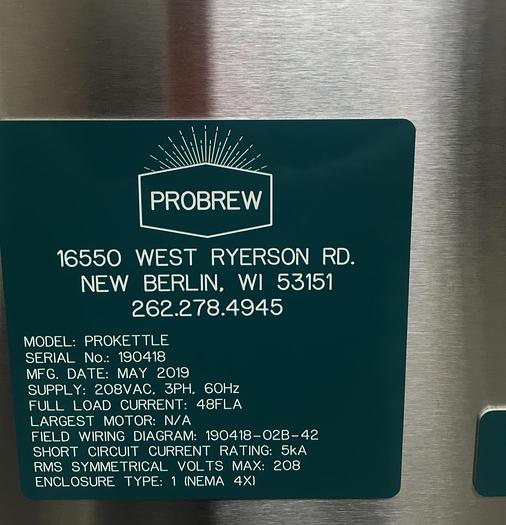 PROBREW
16550 WEST RYERSON RD.
NEW BERLIN, WI 53151
262.278.4945
MODEL: PROKETTLE
SERIAL No.: 190418
MFG. DATE: MAY 2019
SUPPLY: 208VAC, 3PH, 60Hz
FULL LOAD CURRENT: 48FLA
LARGEST MOTOR: N/A
FIELD WIRING DIAGRAM: 190418-02B-42
SHORT CIRCUIT CURRENT RATING: 5kA
RMS SYMMETRICAL VOLTS MAX: 208
ENCLOSURE TYPE: 1 (NEMA 4X)